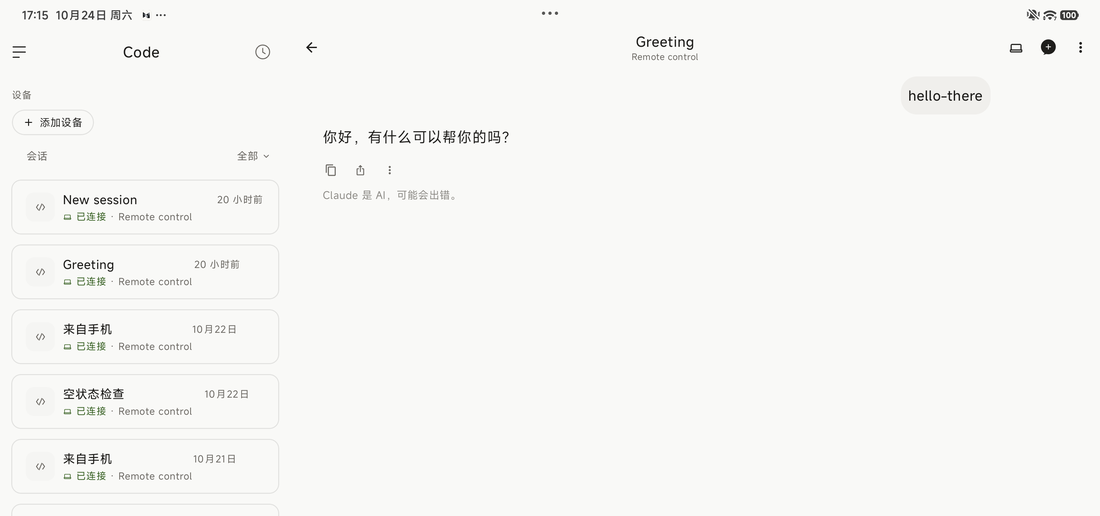 17:15 10月24日 周六
100
Code
设备
+ 添加设备
会话 全部
New session 20 小时前
已连接 · Remote control
Greeting 20 小时前
已连接 · Remote control
来自手机 10月22日
已连接 · Remote control
空状态检查 10月22日
已连接 · Remote control
来自手机 10月21日
已连接 · Remote control
Greeting
Remote control
hello-there
你好，有什么可以帮你的吗？
Claude 是 AI，可能会出错。